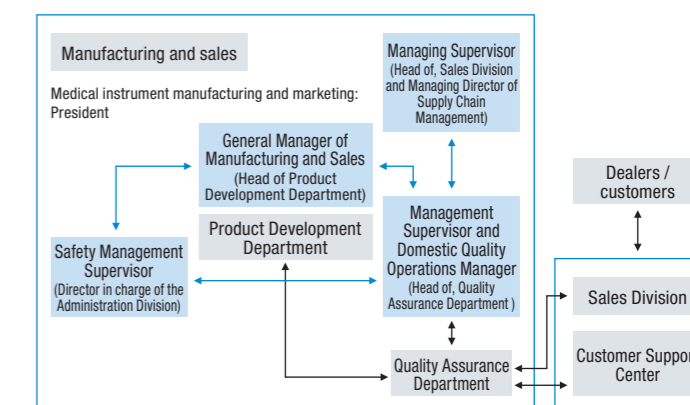 Manufacturing and sales
Medical instrument manufacturing and marketing:
President
Managing Supervisor
(Head of, Sales Division
and Managing Director of
Supply Chain
Management)
General Manager of
Manufacturing and Sales
(Head of Product
Development Department)
Dealers /
customers
Product Development
Department
Management
Supervisor and
Domestic Quality
Operations Manager
(Head of, Quality
Assurance Department )
Safety Management
Supervisor
(Director in charge of the
Administration Division)
Sales Division
Quality Assurance
Department
Customer Suppor
Center